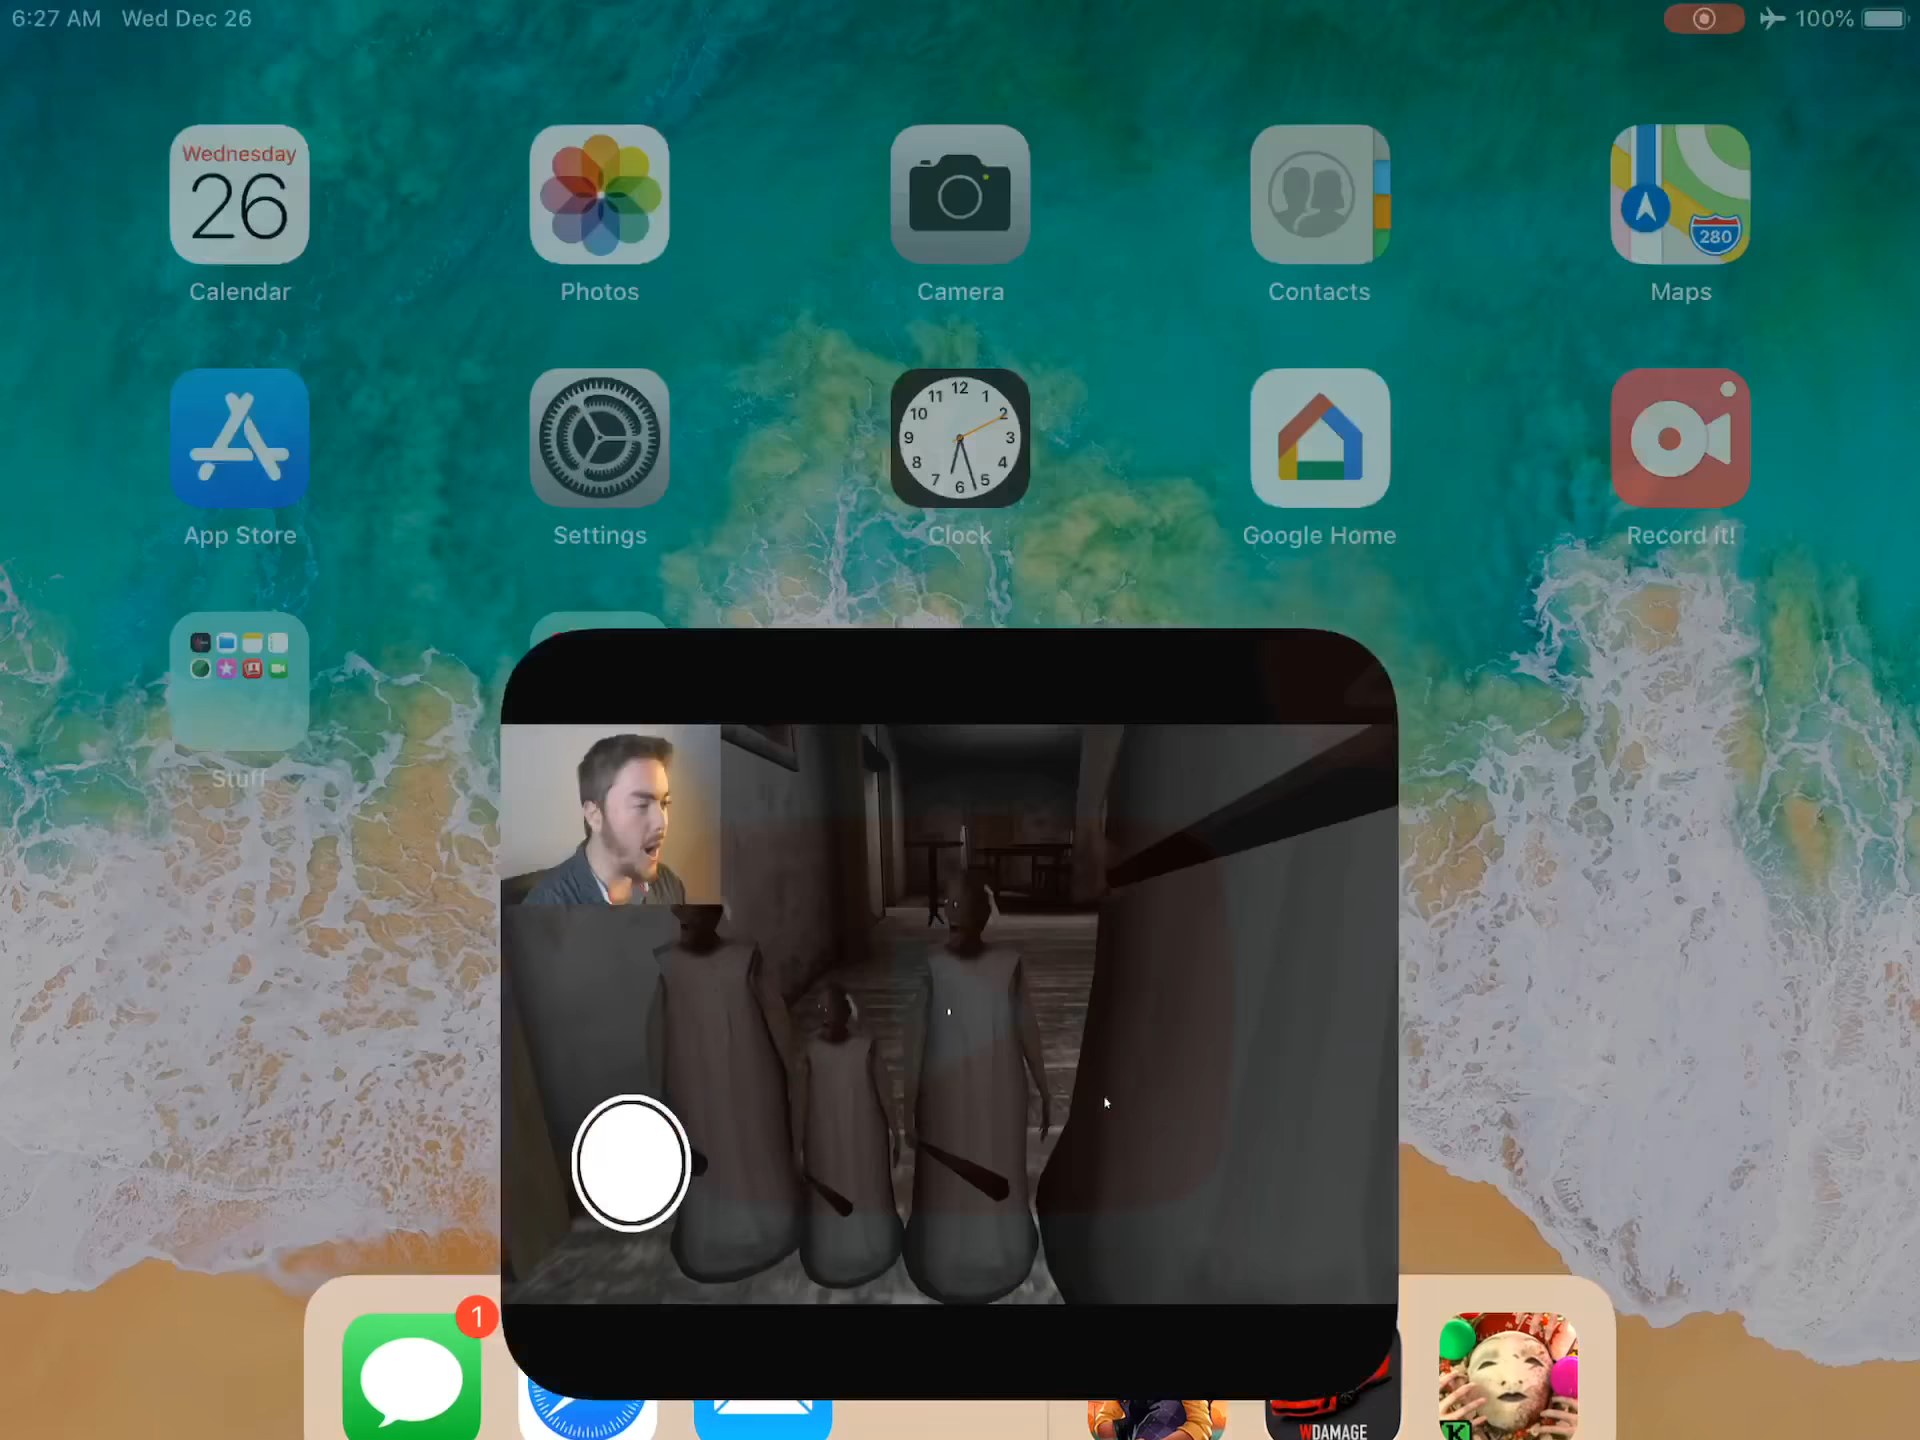 6:27 AM Wed Dec 26
100%
Wednesday
26
280
Calendar
Photos
Camera
Contacts
Maps
12
11 1
10 2
9 3
8 4
7 5
6
App Store
Settings
Clock
Google Home
Record it!
Stuff
1
WDAMAGE
K